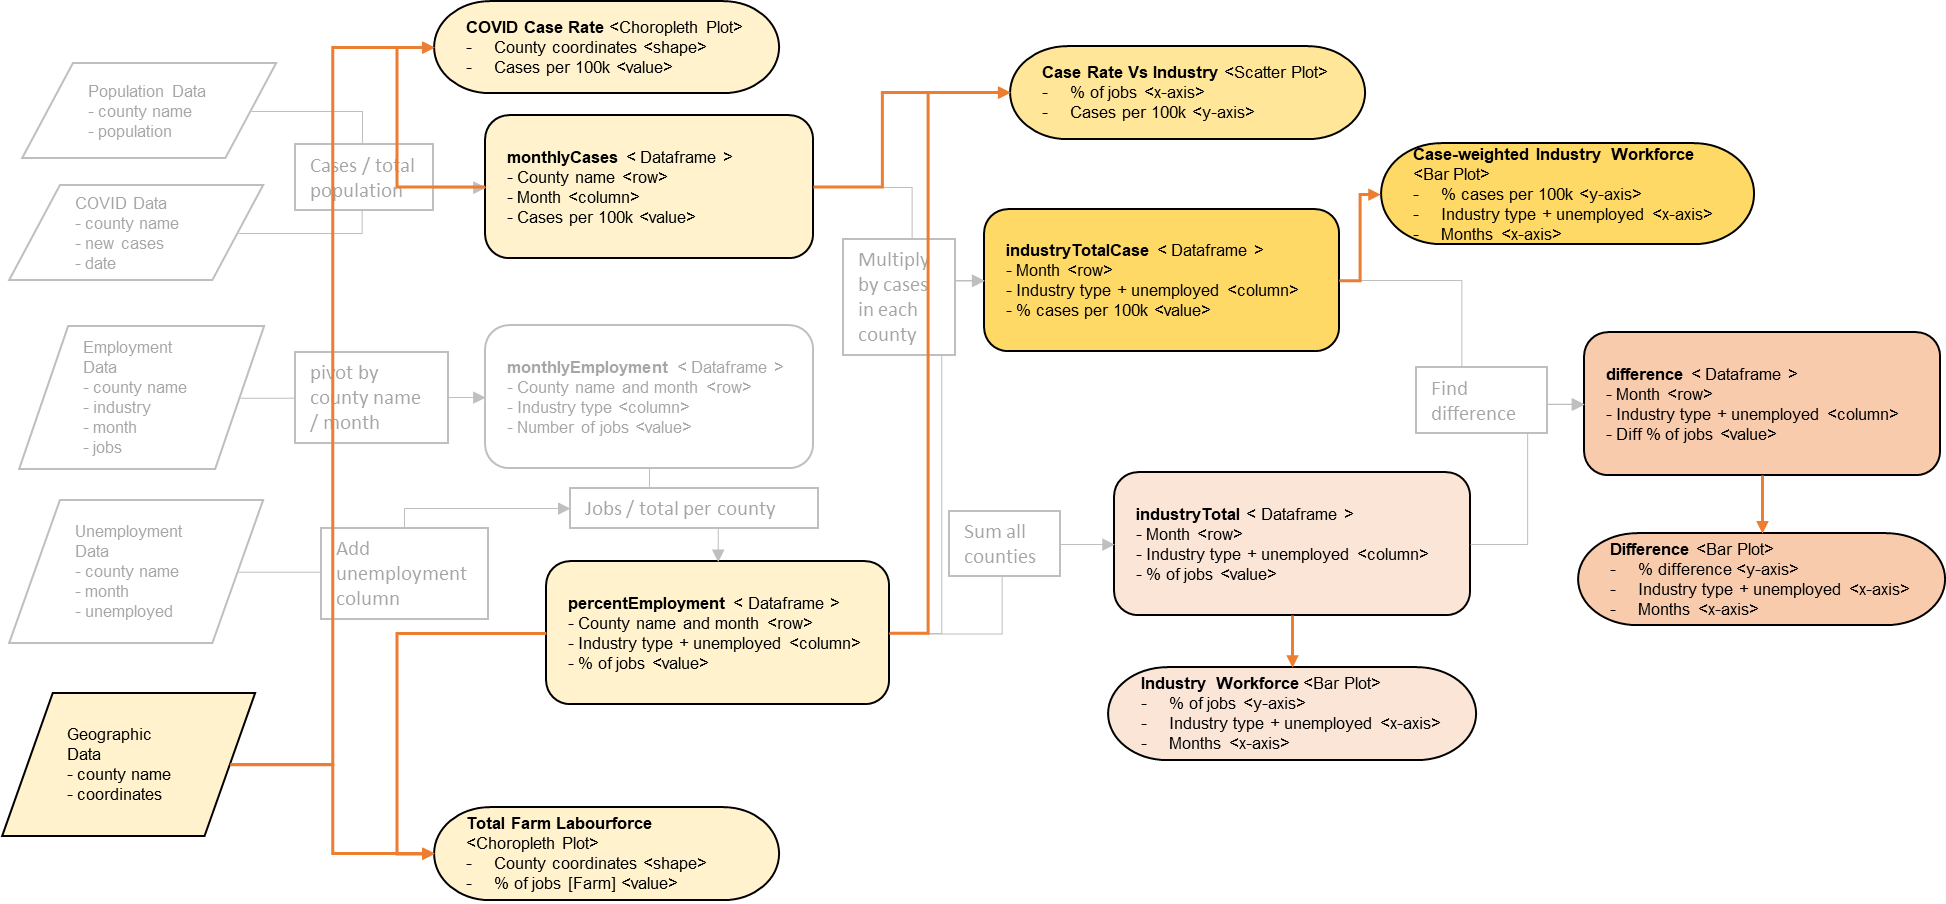 COVID Case Rate <Choropleth Plot>
- County coordinates <shape>
- Cases per 100k <value>
Population Data
- county name
- population
Cases / total
population
COVID Data
- county name
- new cases
- date
monthlyCases < Dataframe >
- County name <row>
- Month <column>
- Cases per 100k <value>
Case Rate Vs Industry <Scatter Plot>
- % of jobs <x-axis>
- Cases per 100k <y-axis>
Case-weighted Industry Workforce
<Bar Plot>
- % cases per 100k <y-axis>
- Industry type + unemployed <x-axis>
- Months <x-axis>
Multiply
by cases
in each
county
industryTotalCase < Dataframe >
- Month <row>
- Industry type + unemployed <column>
- % cases per 100k <value>
Employment
Data
- county name
- industry
- month
- jobs
pivot by
county name
/ month
monthlyEmployment < Dataframe >
- County name and month <row>
- Industry type <column>
- Number of jobs <value>
Find
difference
difference < Dataframe >
- Month <row>
- Industry type + unemployed <column>
- Diff % of jobs <value>
Unemployment
Data
- county name
- month
- unemployed
Add
unemployment
column
Jobs / total per county
Sum all
counties
industryTotal < Dataframe >
- Month <row>
- Industry type + unemployed <column>
- % of jobs <value>
Difference <Bar Plot>
- % difference <y-axis>
- Industry type + unemployed <x-axis>
- Months <x-axis>
percentEmployment < Dataframe >
- County name and month <row>
- Industry type + unemployed <column>
- % of jobs <value>
Industry Workforce <Bar Plot>
- % of jobs <y-axis>
- Industry type + unemployed <x-axis>
- Months <x-axis>
Geographic
Data
- county name
- coordinates
Total Farm Labourforce
<Choropleth Plot>
- County coordinates <shape>
- % of jobs [Farm] <value>